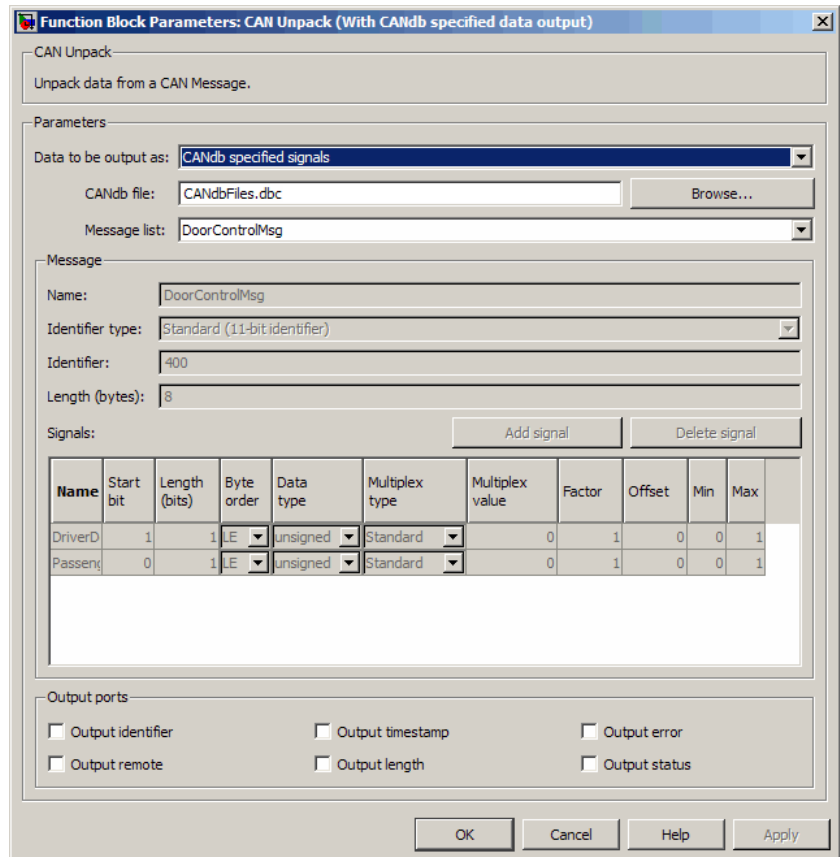 Function Block Parameters: CAN Unpack (With CANdb specified data output)
CAN Unpack
Unpack data from a CAN Message.
Parameters
Data to be output as: CANdb specified signals
CANdb file: CANdbFiles.dbc Browse...
Message list: DoorControlMsg
Message
Name: DoorControlMsg
Identifier type: Standard (11-bit identifier)
Identifier: 400
Length (bytes): 8
Signals: Add signal Delete signal
Name Start bit Length (bits) Byte order Data type Multiplex type Multiplex value Factor Offset Min Max
DriverD 1 1 LE unsigned Standard 0 1 0 0 1
Passeng 0 1 LE unsigned Standard 0 1 0 0 1
Output ports
Output identifier Output timestamp Output error
Output remote Output length Output status
OK Cancel Help Apply